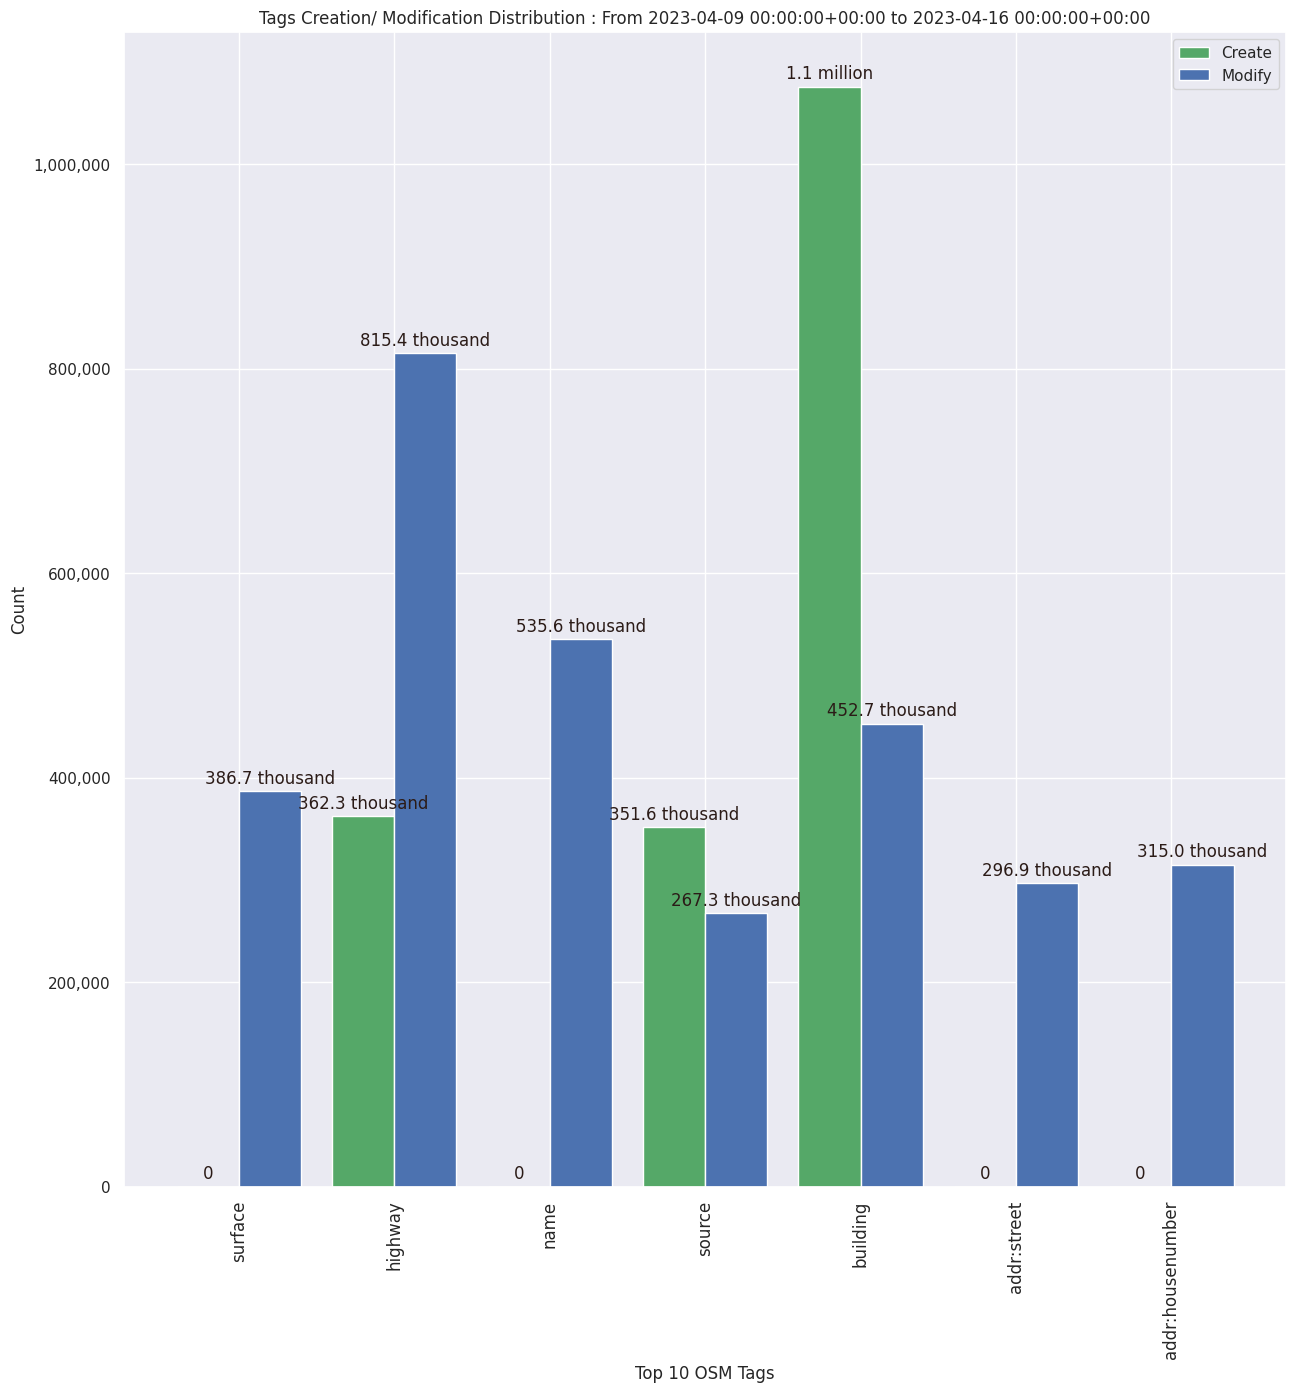 Tags Creation/ Modification Distribution : From 2023-04-09 00:00:00+00:00 to 2023-04-16 00:00:00+00:00
Create
Modify
1.1 million
1,000,000
815.4 thousand
800,000
535.6 thousand
600,000
Count
452.7 thousand
400,000
386.7 thousand
362.3 thousand
351.6 thousand
315.0 thousand
296.9 thousand
267.3 thousand
200,000
0
0
0
0
0
surface
highway
name
source
building
addr:street
addr:housenumber
Top 10 OSM Tags